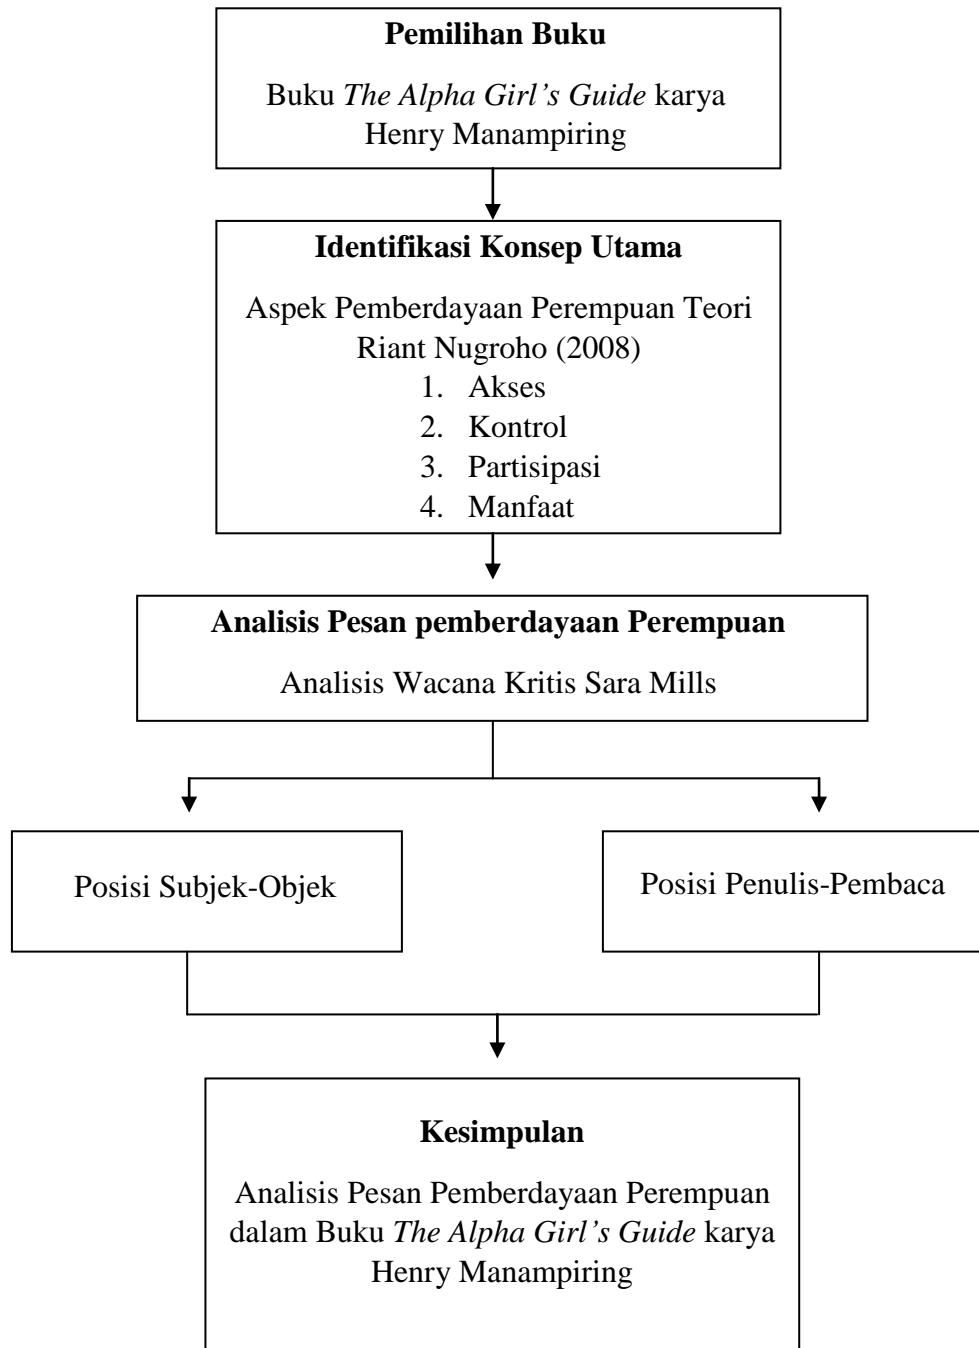 Pemilihan Buku
Buku The Alpha Girl’s Guide karya
Henry Manampiring
Identifikasi Konsep Utama
Aspek Pemberdayaan Perempuan Teori
Riant Nugroho (2008)
1. Akses
2. Kontrol
3. Partisipasi
4. Manfaat
Analisis Pesan pemberdayaan Perempuan
Analisis Wacana Kritis Sara Mills
Posisi Subjek-Objek
Posisi Penulis-Pembaca
Kesimpulan
Analisis Pesan Pemberdayaan Perempuan
dalam Buku The Alpha Girl’s Guide karya
Henry Manampiring